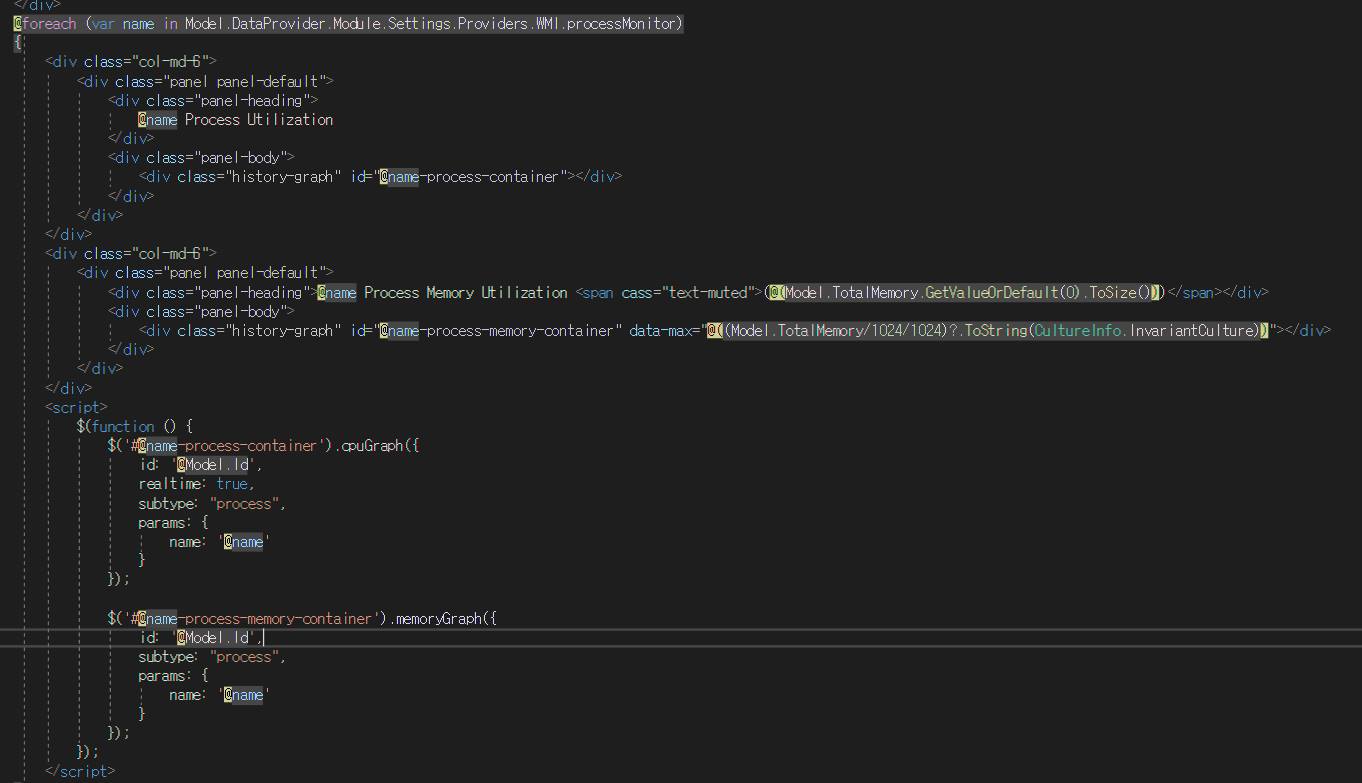 </div>
@foreach (var name in Model.DataProvider.Module.Settings.Providers.WMI.processMonitor)
{
<div class="col-md-6">
<div class="panel panel-default">
<div class="panel-heading">
@name Process Utilization
</div>
<div class="panel-body">
<div class="history-graph" id="@name-process-container"></div>
</div>
</div>
</div>
<div class="col-md-6">
<div class="panel panel-default">
<div class="panel-heading">@name Process Memory Utilization <span cass="text-muted">(@(Model.TotalMemory.GetValueOrDefault(0).ToSize()))</span></div>
<div class="panel-body">
<div class="history-graph" id="@name-process-memory-container" data-max="@((Model.TotalMemory/1024/1024)?.ToString(CultureInfo.InvariantCulture))"></div>
</div>
</div>
</div>
<script>
$(function () {
$('#@name-process-container').cpuGraph({
id: '@Model.Id',
realtime: true,
subtype: "process",
params: {
name: '@name'
}
});
$('#@name-process-memory-container').memoryGraph({
id: '@Model.Id',
subtype: "process",
params: {
name: '@name'
}
});
});
</script>